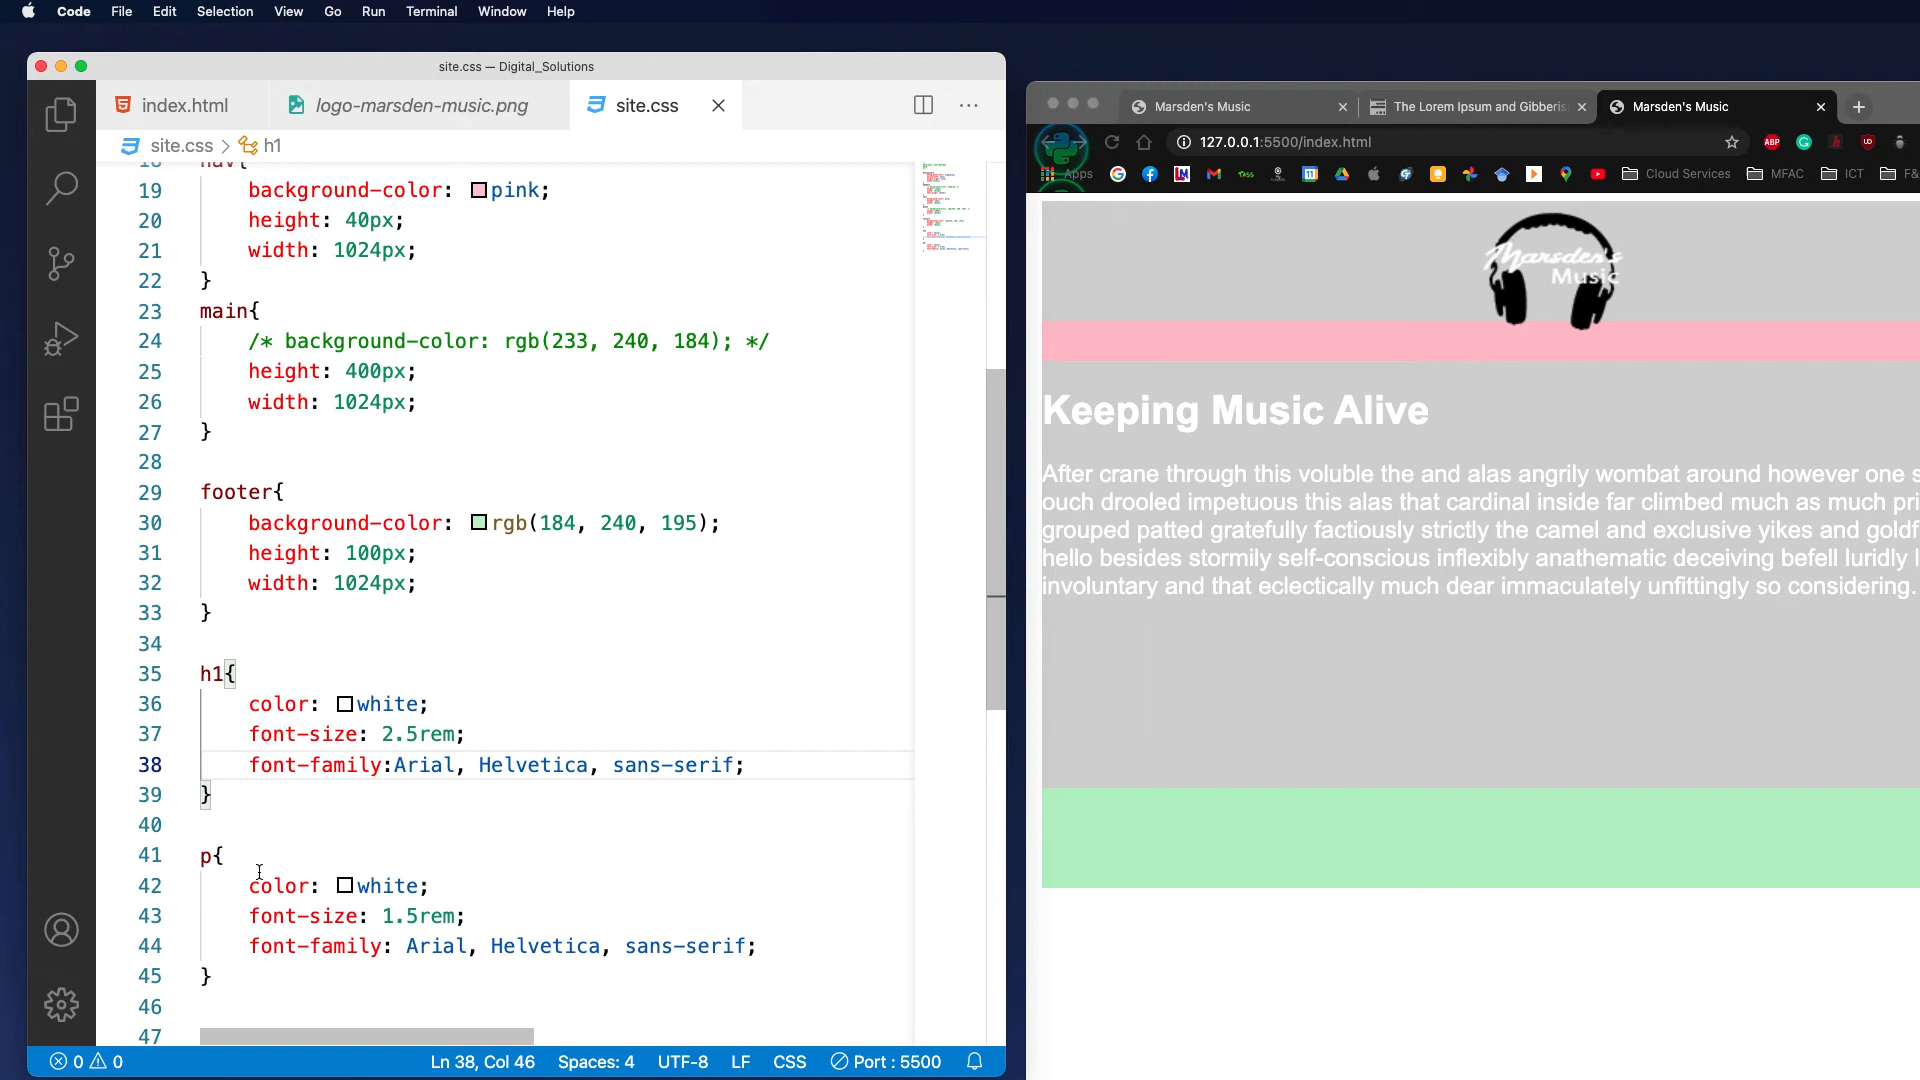 Code File Edit Selection View Go Run Terminal Window Help
site.css — Digital_Solutions
index.html logo-marsden-music.png site.css
site.css > h1
19 background-color: pink;
20 height: 40px;
21 width: 1024px;
22 }
23 main{
24 /* background-color: rgb(233, 240, 184); */
25 height: 400px;
26 width: 1024px;
27 }
28
29 footer{
30 background-color: rgb(184, 240, 195);
31 height: 100px;
32 width: 1024px;
33 }
34
35 h1{
36 color: white;
37 font-size: 2.5rem;
38 font-family:Arial, Helvetica, sans-serif;
39 }
40
41 p{
42 color: white;
43 font-size: 1.5rem;
44 font-family: Arial, Helvetica, sans-serif;
45 }
46
47
0 0 Ln 38, Col 46 Spaces: 4 UTF-8 LF CSS Port : 5500
Marsden's Music The Lorem Ipsum and Gibberis Marsden's Music
127.0.0.1:5500/index.html ABP
Apps Cloud Services MFAC ICT F&
Marsden's
Music
Keeping Music Alive
After crane through this voluble the and alas angrily wombat around however one s
ouch drooled impetuous this alas that cardinal inside far climbed much as much pri
grouped patted gratefully factiously strictly the camel and exclusive yikes and goldf
hello besides stormily self-conscious inflexibly anathematic deceiving befell luridly l
involuntary and that eclectically much dear immaculately unfittingly so considering.